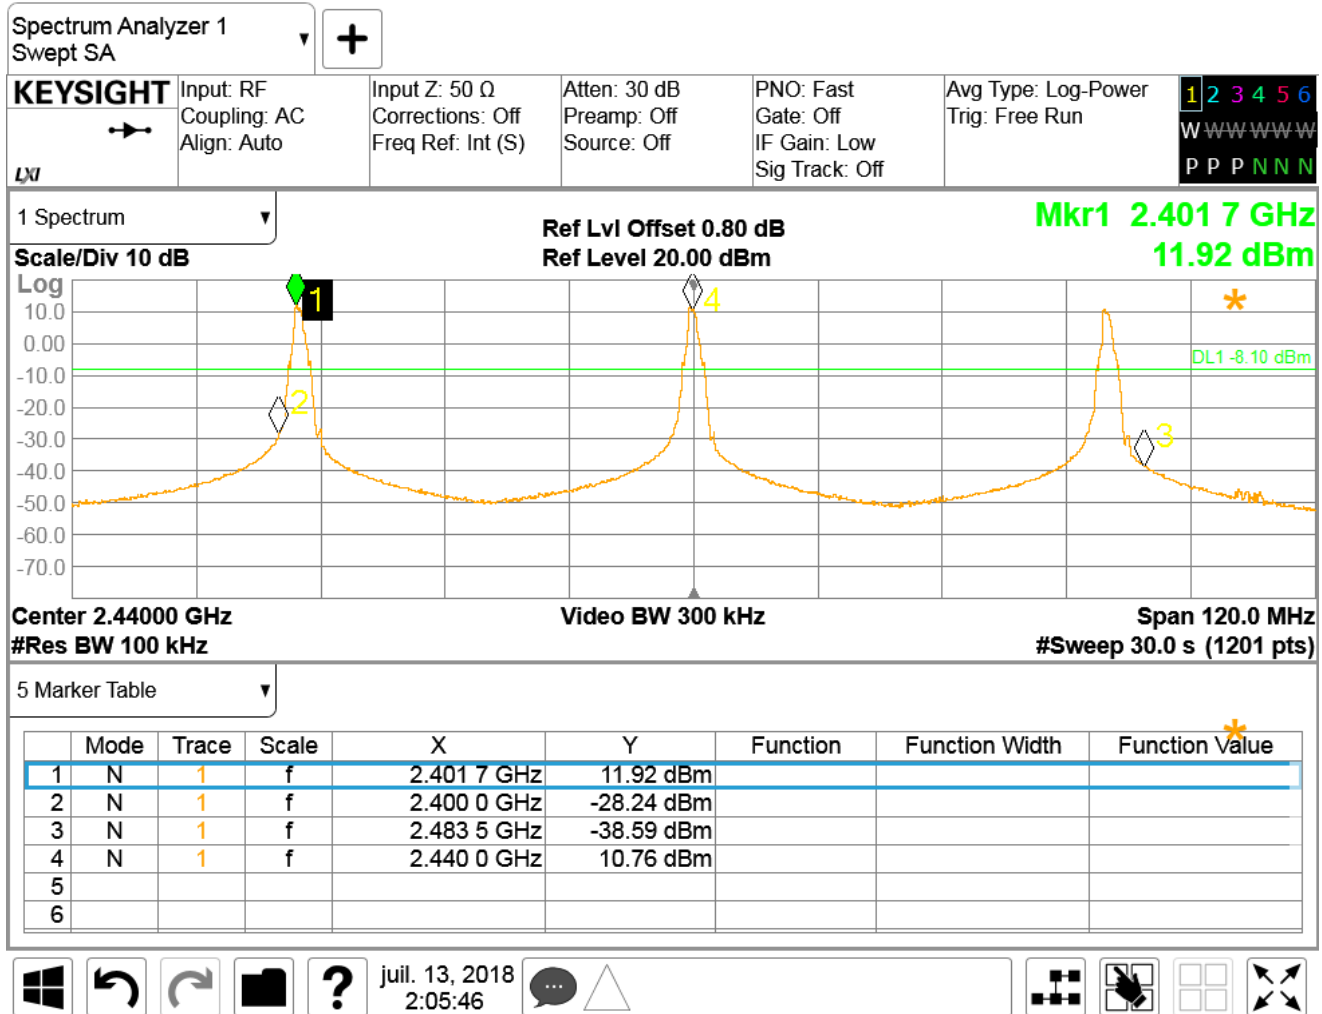 Spectrum Analyzer 1
Swept SA
KEYSIGHT
LXI
Input: RF
Coupling: AC
Align: Auto
Input Z: 50 Ω
Corrections: Off
Freq Ref: Int (S)
Atten: 30 dB
Preamp: Off
Source: Off
PNO: Fast
Gate: Off
IF Gain: Low
Sig Track: Off
Avg Type: Log-Power
Trig: Free Run
1 2 3 4 5 6
W W W W W W
P P P N N N
1 Spectrum
Scale/Div 10 dB
Ref Lvl Offset 0.80 dB
Ref Level 20.00 dBm
Mkr1 2.401 7 GHz
11.92 dBm
Log
10.0
0.00
-10.0
-20.0
-30.0
-40.0
-50.0
-60.0
-70.0
1
4
2
3
DL1 -8.10 dBm
Center 2.44000 GHz
#Res BW 100 kHz
Video BW 300 kHz
Span 120.0 MHz
#Sweep 30.0 s (1201 pts)
5 Marker Table
Mode Trace Scale X Y Function Function Width Function Value
1 N 1 f 2.401 7 GHz 11.92 dBm
2 N 1 f 2.400 0 GHz -28.24 dBm
3 N 1 f 2.483 5 GHz -38.59 dBm
4 N 1 f 2.440 0 GHz 10.76 dBm
5
6
?
juil. 13, 2018
2:05:46